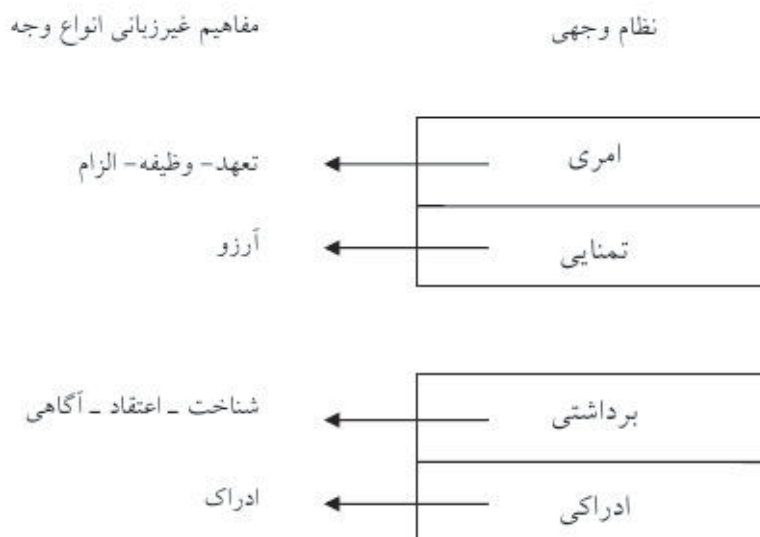 نظام وجهی
مفاهیم غیرزبانی انواع وجه
امری
تعهد- وظیفه- الزام
تمنایی
آرزو
برداشتی
شناخت - اعتقاد - آگاهی
ادراکی
ادراک